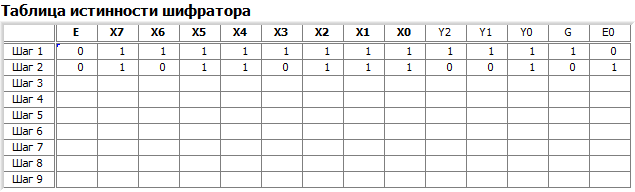 Таблица истинности шифратора
E X7 X6 X5 X4 X3 X2 X1 X0 Y2 Y1 Y0 G E0
Шаг 1 0 1 1 1 1 1 1 1 1 1 1 1 1 0
Шаг 2 0 1 0 1 1 0 1 1 1 0 0 1 0 1
Шаг 3
Шаг 4
Шаг 5
Шаг 6
Шаг 7
Шаг 8
Шаг 9